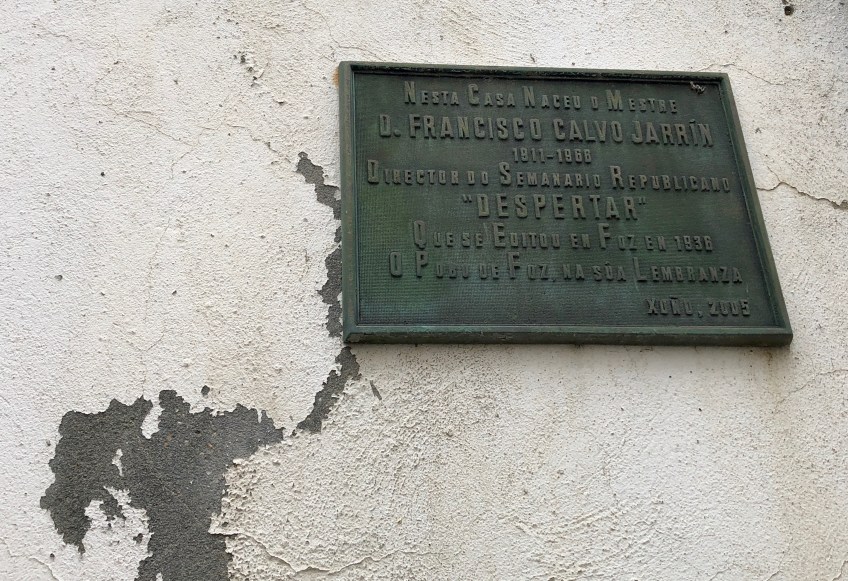 NESTA CASA NACEU O MESTRE
D. FRANCISCO CALVO JARRÍN
1911-1966
DIRECTOR DO SEMANARIO REPUBLICANO
"DESPERTAR"
QUE SE EDITOU EN FOZ EN 1936
O POBO DE FOZ, NA SÚA LEMBRANZA
XUÑO, 2005